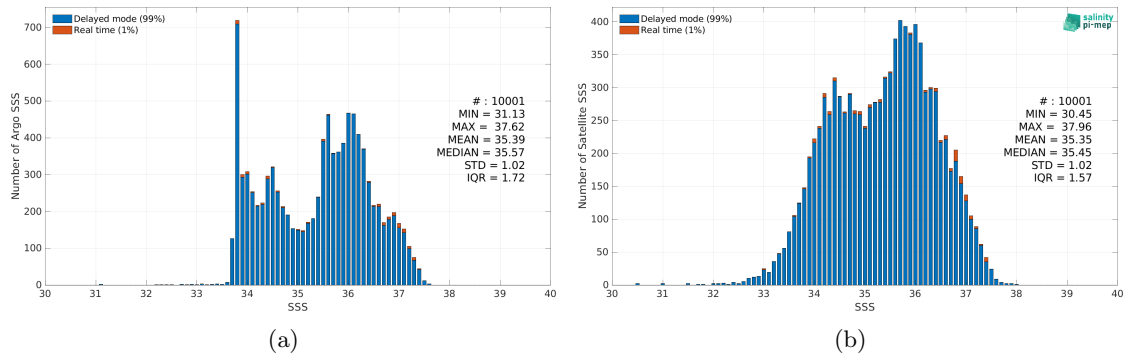 Delayed mode (99%)
Real time (1%)
Number of Argo SSS
700
600
500
400
300
200
100
0
# : 10001
MIN = 31.13
MAX = 37.62
MEAN = 35.39
MEDIAN = 35.57
STD = 1.02
IQR = 1.72
30 31 32 33 34 35 36 37 38 39 40
SSS
(a)
Delayed mode (99%)
Real time (1%)
salinity
pi-mep
Number of Satellite SSS
400
350
300
250
200
150
100
50
0
# : 10001
MIN = 30.45
MAX = 37.96
MEAN = 35.35
MEDIAN = 35.45
STD = 1.02
IQR = 1.57
30 31 32 33 34 35 36 37 38 39 40
SSS
(b)